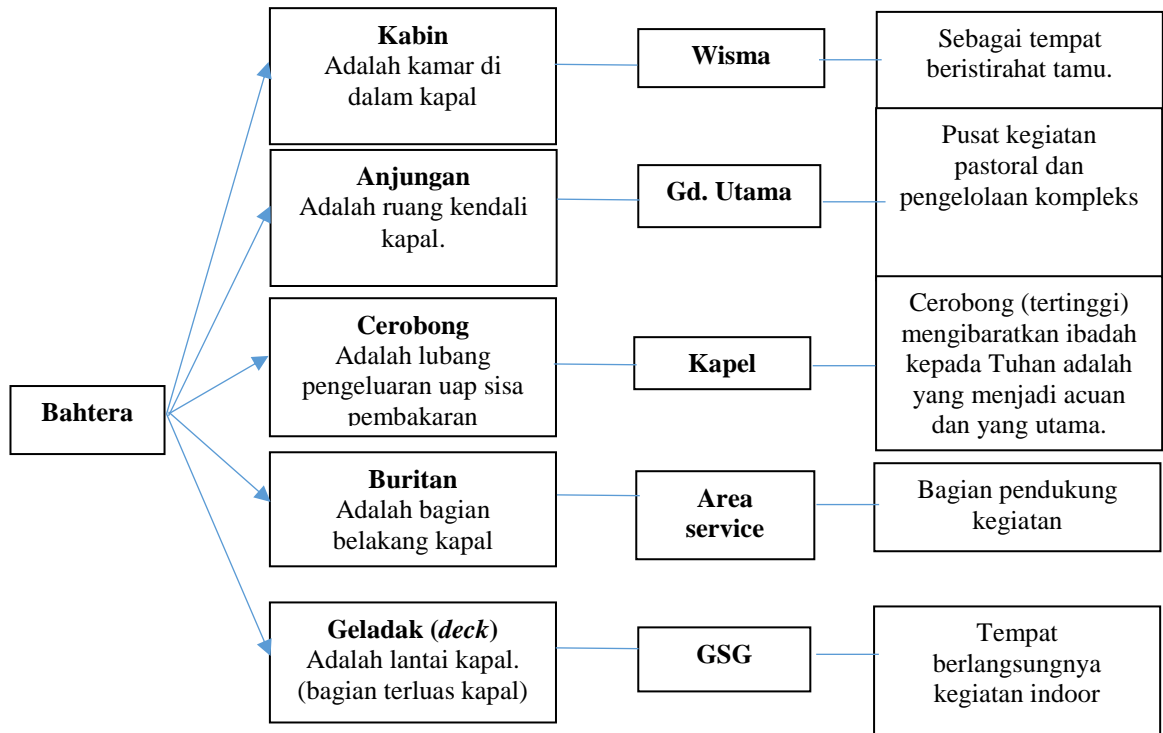 Bahtera
Kabin
Adalah kamar di
dalam kapal
Wisma
Sebagai tempat
beristirahat tamu.
Anjungan
Adalah ruang kendali
kapal.
Gd. Utama
Pusat kegiatan
pastoral dan
pengelolaan kompleks
Cerobong
Adalah lubang
pengeluaran uap sisa
pembakaran
Kapel
Cerobong (tertinggi)
mengibaratkan ibadah
kepada Tuhan adalah
yang menjadi acuan
dan yang utama.
Buritan
Adalah bagian
belakang kapal
Area
service
Bagian pendukung
kegiatan
Geladak (deck)
Adalah lantai kapal.
(bagian terluas kapal)
GSG
Tempat
berlangsungnya
kegiatan indoor